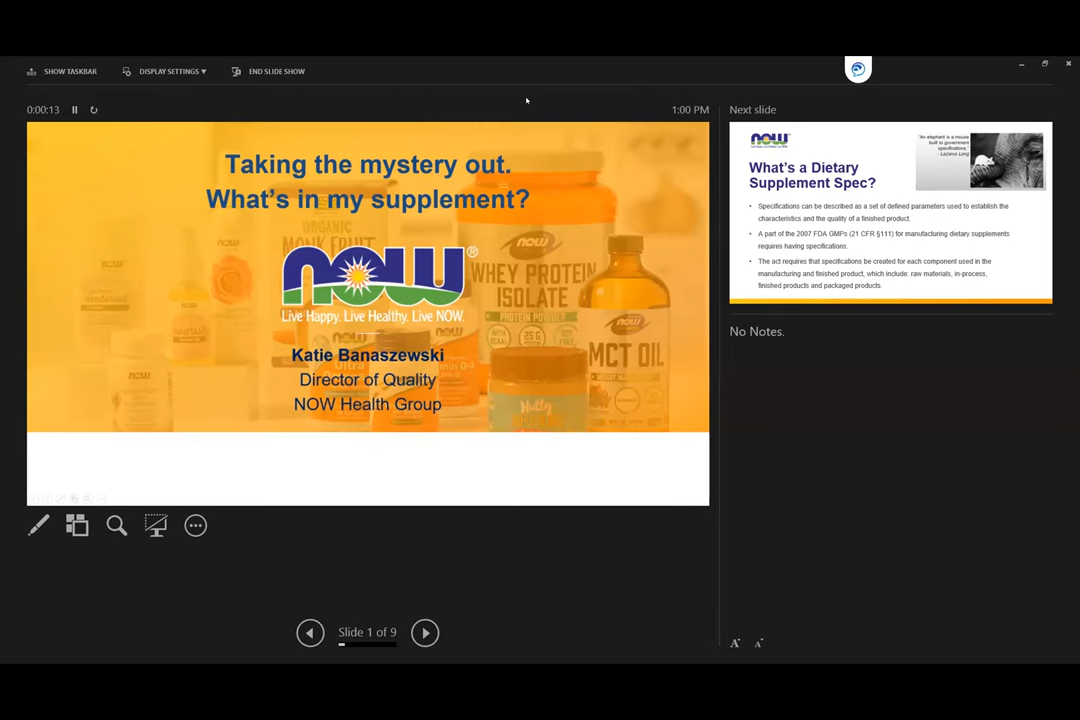 SHOW TASKBAR
DISPLAY SETTINGS ▼
END SLIDE SHOW
0:00:13
1:00 PM
Taking the mystery out.
What's in my supplement?
NOW®
Live Happy. Live Healthy. Live NOW.
Katie Banaszewski
Director of Quality
NOW Health Group
ORGANIC
MONK FRUIT
NOW
WHEY PROTEIN
ISOLATE
PROTEIN POWDER
NOW
MCT OIL
Nutty
Slide 1 of 9
Next slide
NOW
"An elephant is a mouse
built to government
specifications."
- Lazarus Long
What's a Dietary
Supplement Spec?
• Specifications can be described as a set of defined parameters used to establish the
characteristics and the quality of a finished product.
• A part of the 2007 FDA GMPs (21 CFR §111) for manufacturing dietary supplements
requires having specifications.
• The act requires that specifications be created for each component used in the
manufacturing and finished product, which include: raw materials, in-process,
finished products and packaged products.
No Notes.